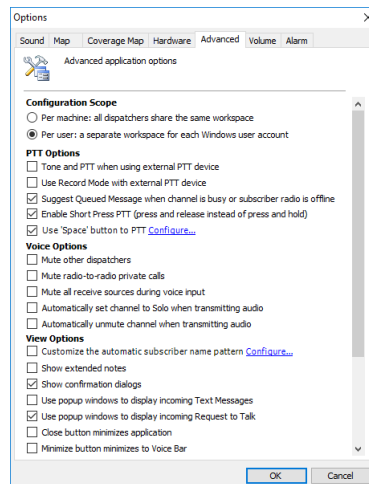 Options
Sound Map Coverage Map Hardware Advanced Volume Alarm
Advanced application options
Configuration Scope
Per machine: all dispatchers share the same workspace
Per user: a separate workspace for each Windows user account
PTT Options
Tone and PTT when using external PTT device
Use Record Mode with external PTT device
Suggest Queued Message when channel is busy or subscriber radio is offline
Enable Short Press PTT (press and release instead of press and hold)
Use 'Space' button to PTT Configure...
Voice Options
Mute other dispatchers
Mute radio-to-radio private calls
Mute all receive sources during voice input
Automatically set channel to Solo when transmitting audio
Automatically unmute channel when transmitting audio
View Options
Customize the automatic subscriber name pattern Configure...
Show extended notes
Show confirmation dialogs
Use popup windows to display incoming Text Messages
Use popup windows to display incoming Request to Talk
Close button minimizes application
Minimize button minimizes to Voice Bar
OK Cancel